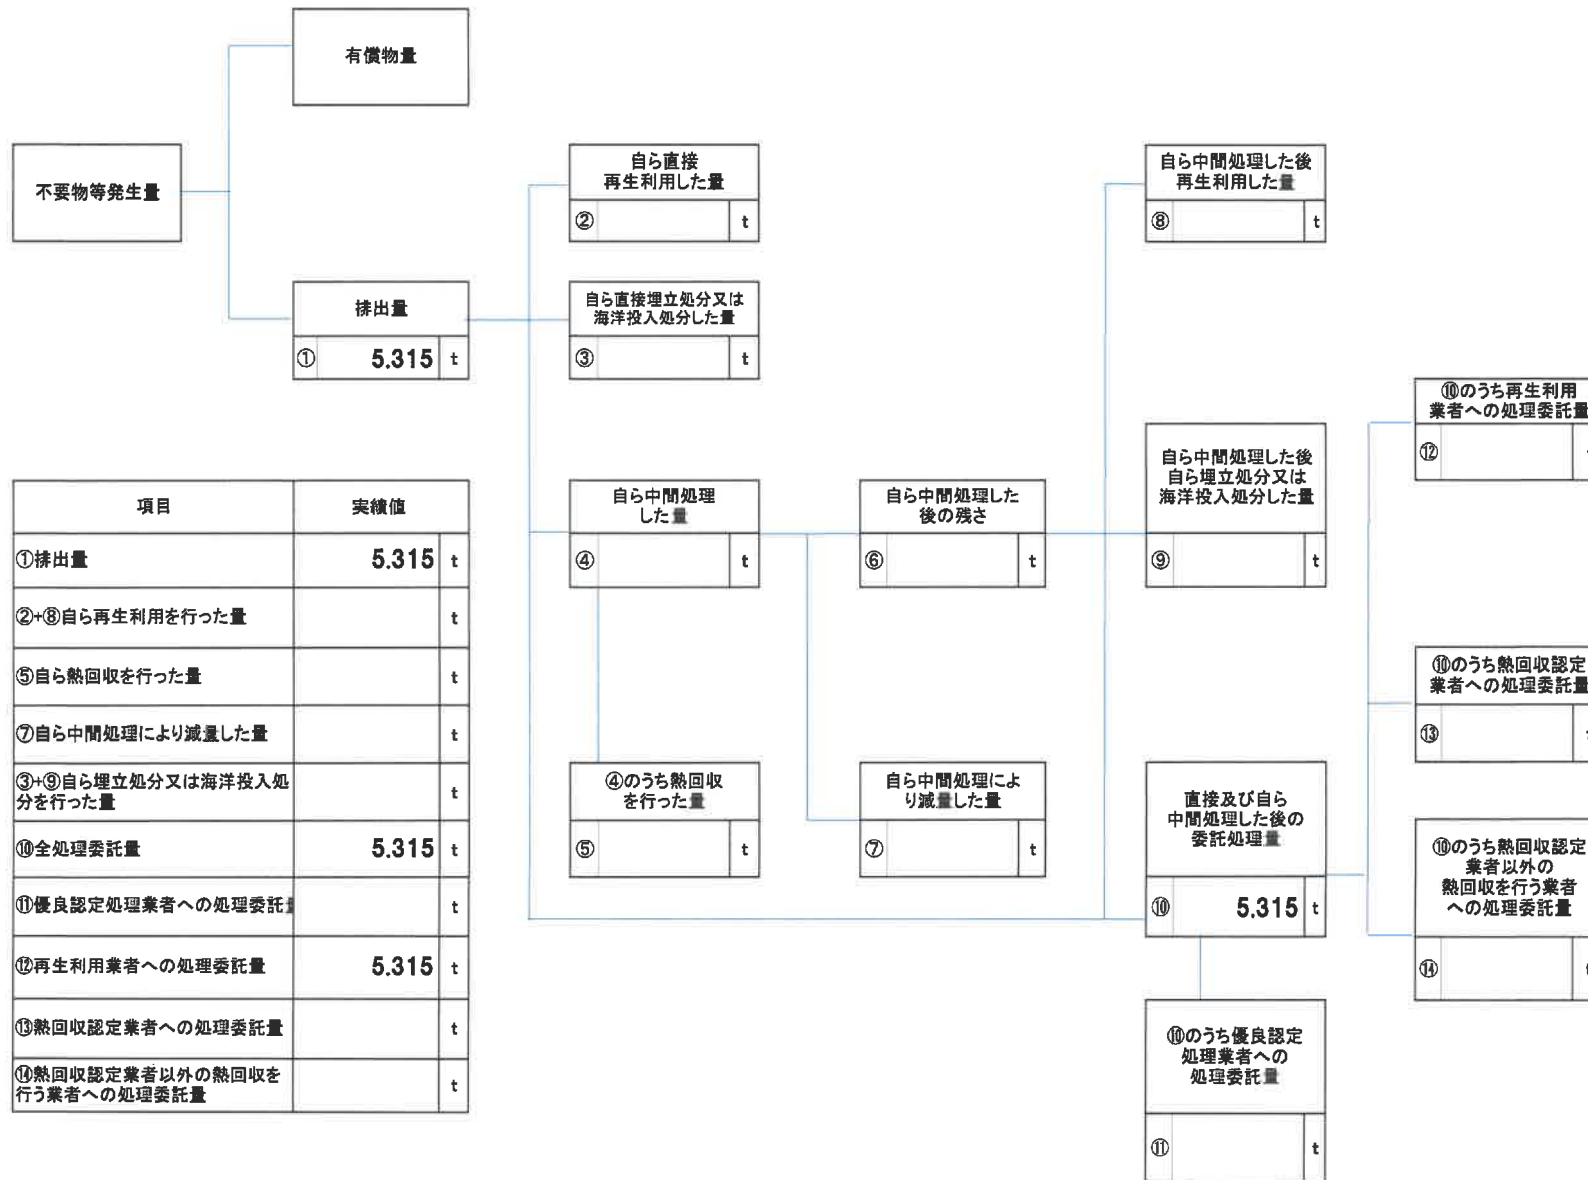 有償物量
不要物等発生量
排出量
① 5.315 t
自ら直接
再生利用した量
② t
自ら直接埋立処分又は
海洋投入処分した量
③ t
自ら中間処理
した量
④ t
④のうち熱回収
を行った量
⑤ t
自ら中間処理した
後の残さ
⑥ t
自ら中間処理によ
り減量した量
⑦ t
自ら中間処理した後
再生利用した量
⑧ t
自ら中間処理した後
自ら埋立処分又は
海洋投入処分した量
⑨ t
直接及び自ら
中間処理した後の
委託処理量
⑩ 5.315 t
⑩のうち優良認定
処理業者への
処理委託量
⑪ t
⑩のうち再生利用
業者への処理委託量
⑫
⑩のうち熱回収認定
業者への処理委託量
⑬
⑩のうち熱回収認定
業者以外の
熱回収を行う業者
への処理委託量
⑭
項目 実績値
①排出量 5.315 t
②+⑧自ら再生利用を行った量 t
⑤自ら熱回収を行った量 t
⑦自ら中間処理により減量した量 t
③+⑨自ら埋立処分又は海洋投入処
分を行った量 t
⑩全処理委託量 5.315 t
⑪優良認定処理業者への処理委託量 t
⑫再生利用業者への処理委託量 5.315 t
⑬熱回収認定業者への処理委託量 t
⑭熱回収認定業者以外の熱回収を
行う業者への処理委託量 t